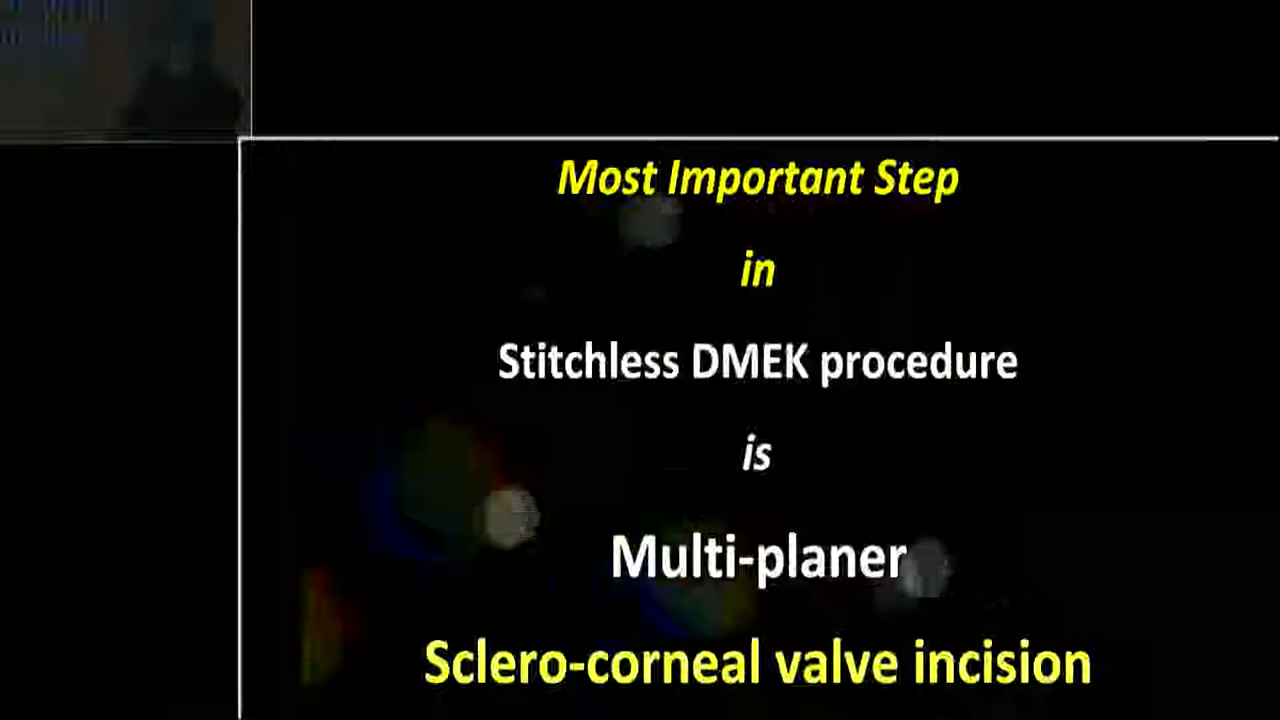 Most Important Step
in
Stitchless DMEK procedure
is
Multi-planer
Sclero-corneal valve incision